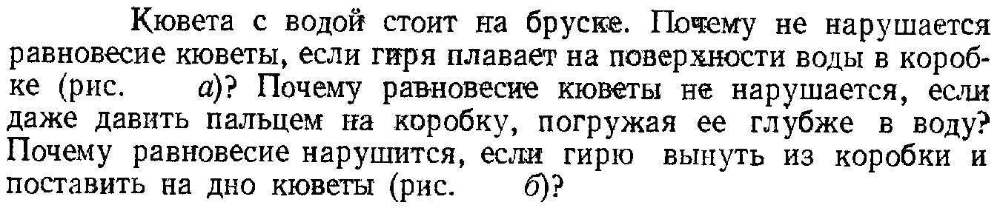 Кювета с водой стоит на бруске. Почему не нарушается
равновесие кюветы, если гиря плавает на поверхности воды в короб-
ке (рис. а)? Почему равновесие кюветы не нарушается, если
даже давить пальцем на коробку, погружая ее глубже в воду?
Почему равновесие нарушится, если гирю вынуть из коробки и
поставить на дно кюветы (рис. б)?